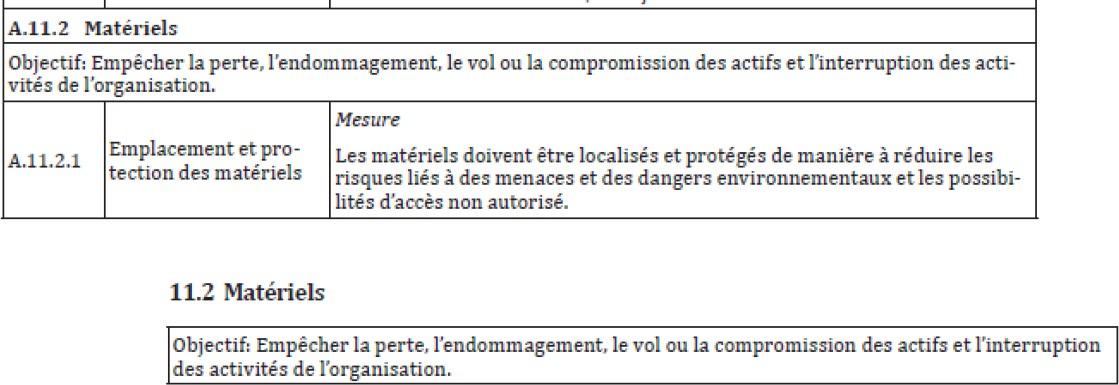 A.11.2 Matériels
Objectif: Empêcher la perte, l'endommagement, le vol ou la compromission des actifs et l'interruption des acti-
vités de l'organisation.
A.11.2.1
Emplacement et pro-
tection des matériels
Mesure
Les matériels doivent être localisés et protégés de manière à réduire les
risques liés à des menaces et des dangers environnementaux et les possibi-
lités d'accès non autorisé.
11.2 Matériels
Objectif: Empêcher la perte, l'endommagement, le vol ou la compromission des actifs et l'interruption
des activités de l'organisation.